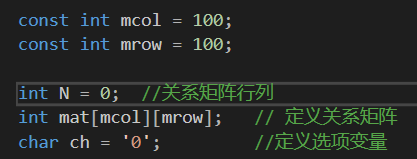 const int mcol = 100;
const int mrow = 100;
int N = 0;  //关系矩阵行列
int mat[mcol][mrow];   // 定义关系矩阵
char ch = '0';         //定义选项变量